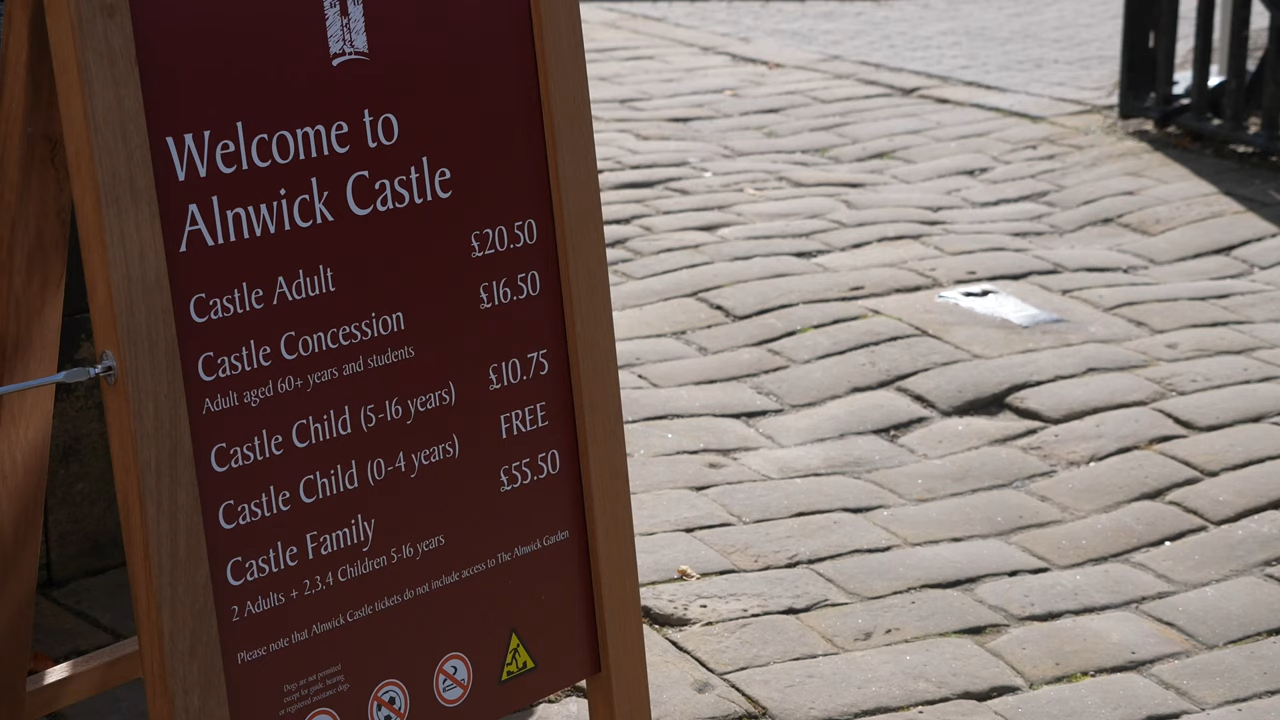 Welcome to
Alnwick Castle
Castle Adult £20.50
Castle Concession £16.50
Adult aged 60+ years and students
Castle Child (5-16 years) £10.75
Castle Child (0-4 years) FREE
Castle Family £55.50
2 Adults + 2,3,4 Children 5-16 years
Please note that Alnwick Castle tickets do not include access to The Alnwick Garden
Dogs are not permitted
except for guide, hearing
or registered assistance dogs